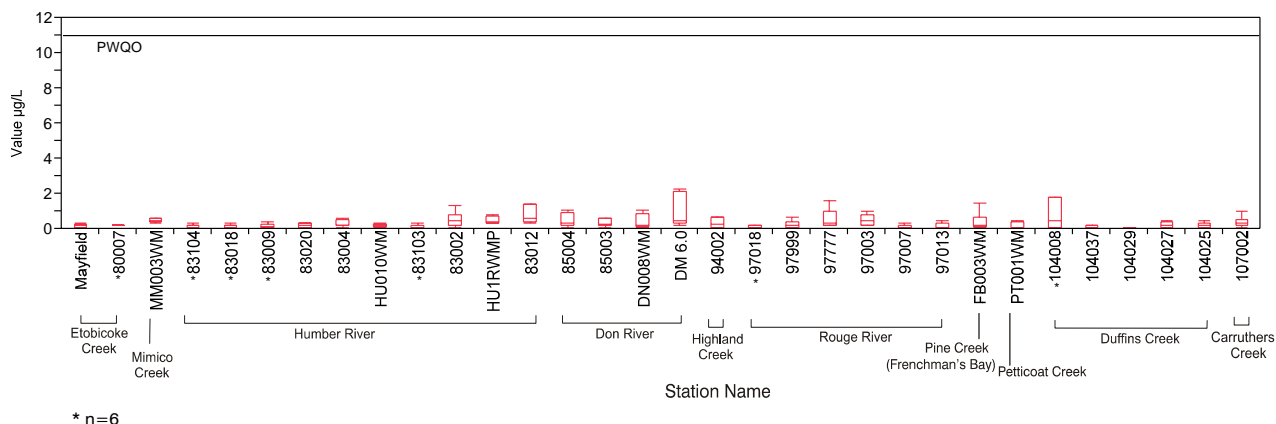 12
10
8
6
4
2
0
Value µg/L
PWQO
Mayfield
*80007
MM003WM
*83104
*83018
*83009
83020
83004
HU010WM
*83103
83002
HU1RWMP
83012
85004
85003
DN008WM
DM 6.0
94002
*97018
97999
97777
97003
97007
97013
FB003WM
PT001WM
*104008
104037
104029
104027
104025
107002
Etobicoke
Creek
Mimico
Creek
Humber River
Don River
Highland
Creek
Rouge River
Pine Creek
(Frenchman's Bay)
Petticoat Creek
Duffins Creek
Carruthers
Creek
Station Name
* n=6